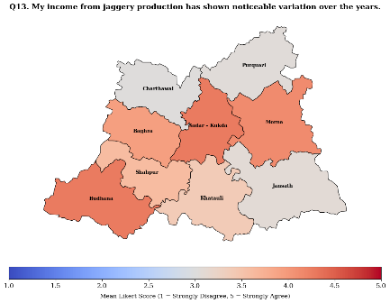 Q13. My income from jaggery production has shown noticeable variation over the years.
Purquazi
Charthawal
Sadar - Kukda
Morna
Baghra
Shahpur
Jansath
Budhana
Khatauli
1.0 1.5 2.0 2.5 3.0 3.5 4.0 4.5 5.0
Mean Likert Score (1 = Strongly Disagree, 5 = Strongly Agree)